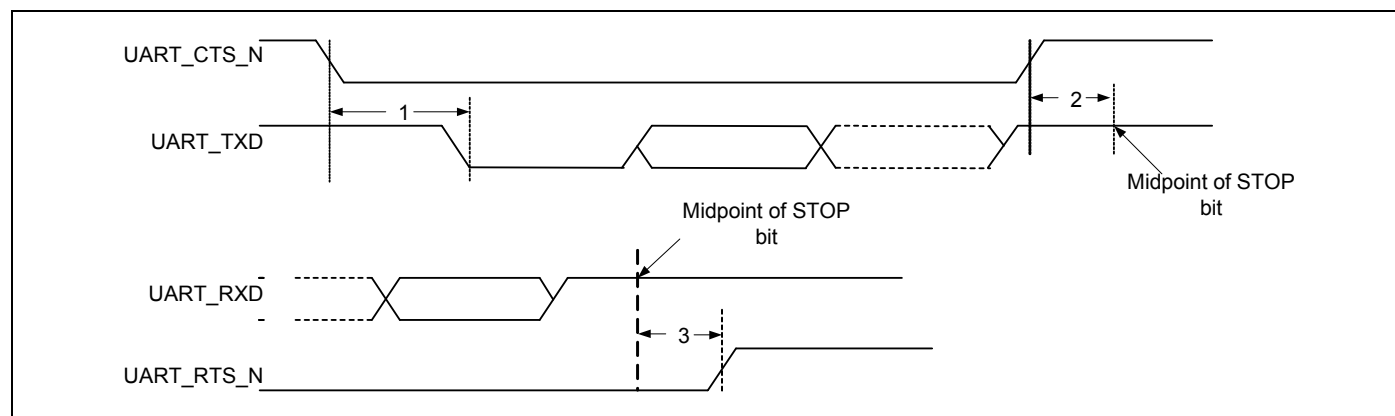 UART_CTS_N
1
2
UART_TXD
Midpoint of STOP
bit
Midpoint of STOP
bit
UART_RXD
3
UART_RTS_N